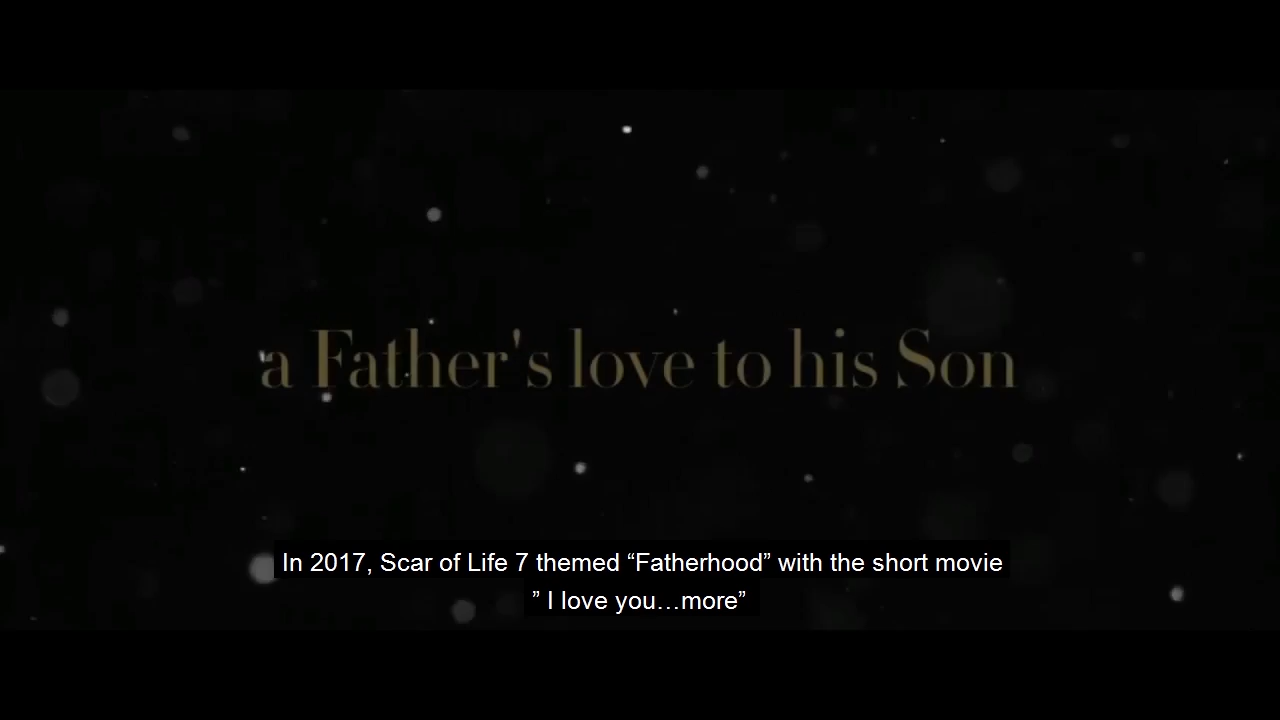 a Father's love to his Son
In 2017, Scar of Life 7 themed “Fatherhood” with the short movie
” I love you…more”